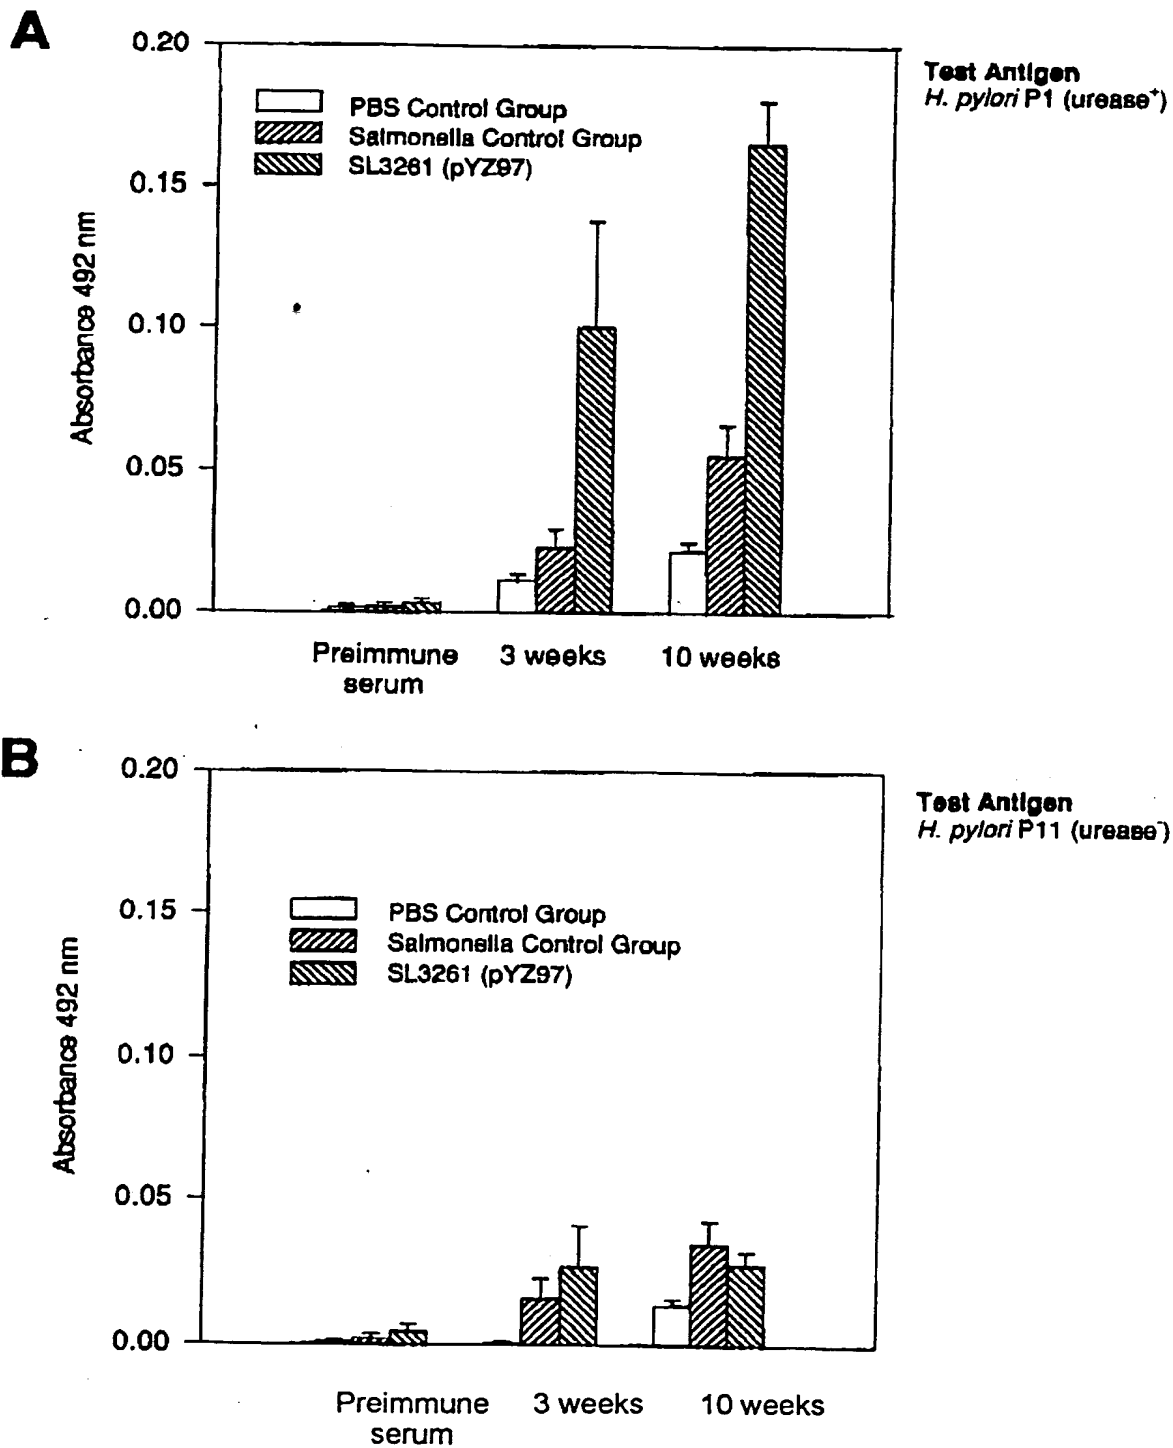 A
0.20
Test Antigen
H. pylori P1 (urease⁺)
PBS Control Group
Salmonella Control Group
SL3261 (pYZ97)
0.15
Absorbance 492 nm
0.10
0.05
0.00
Preimmune
serum
3 weeks
10 weeks
B
0.20
Test Antigen
H. pylori P11 (urease⁻)
PBS Control Group
Salmonella Control Group
SL3261 (pYZ97)
0.15
Absorbance 492 nm
0.10
0.05
0.00
Preimmune
serum
3 weeks
10 weeks